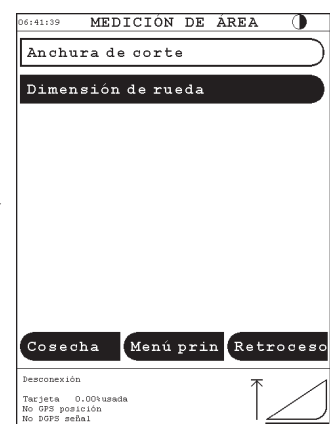 06:41:39 MEDICIÓN DE ÁREA
Anchura de corte
Dimensión de rueda
Cosecha Menú prin Retroceso
Desconexión
Tarjeta 0.00%usada
No GPS posición
No DGPS señal